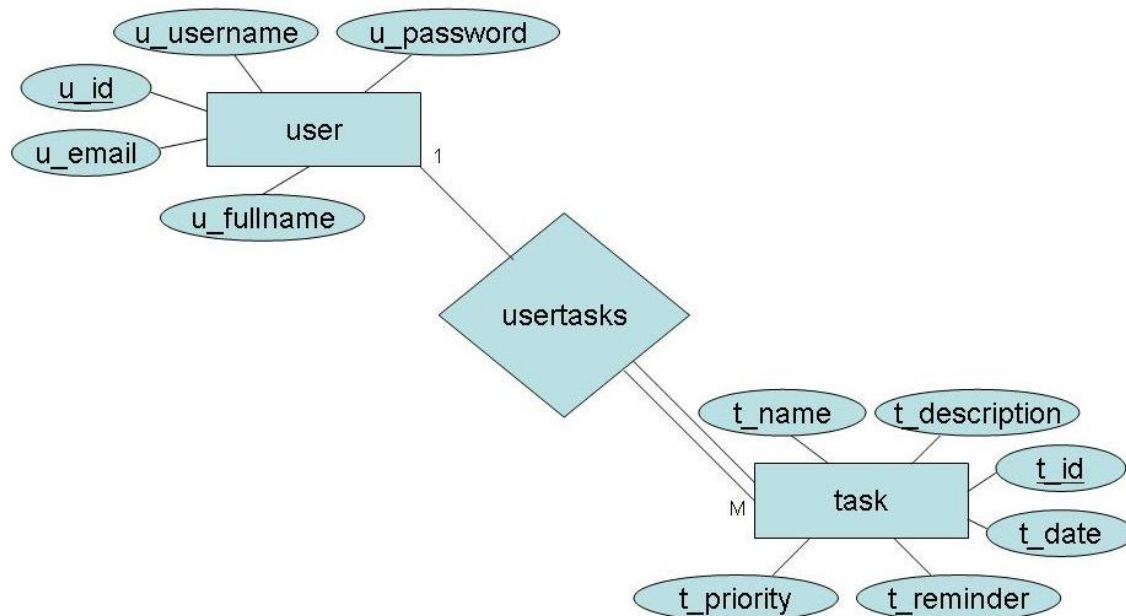 u_username
u_password
u_id
user
u_email
1
u_fullname
usertasks
t_name
t_description
t_id
task
M
t_date
t_priority
t_reminder